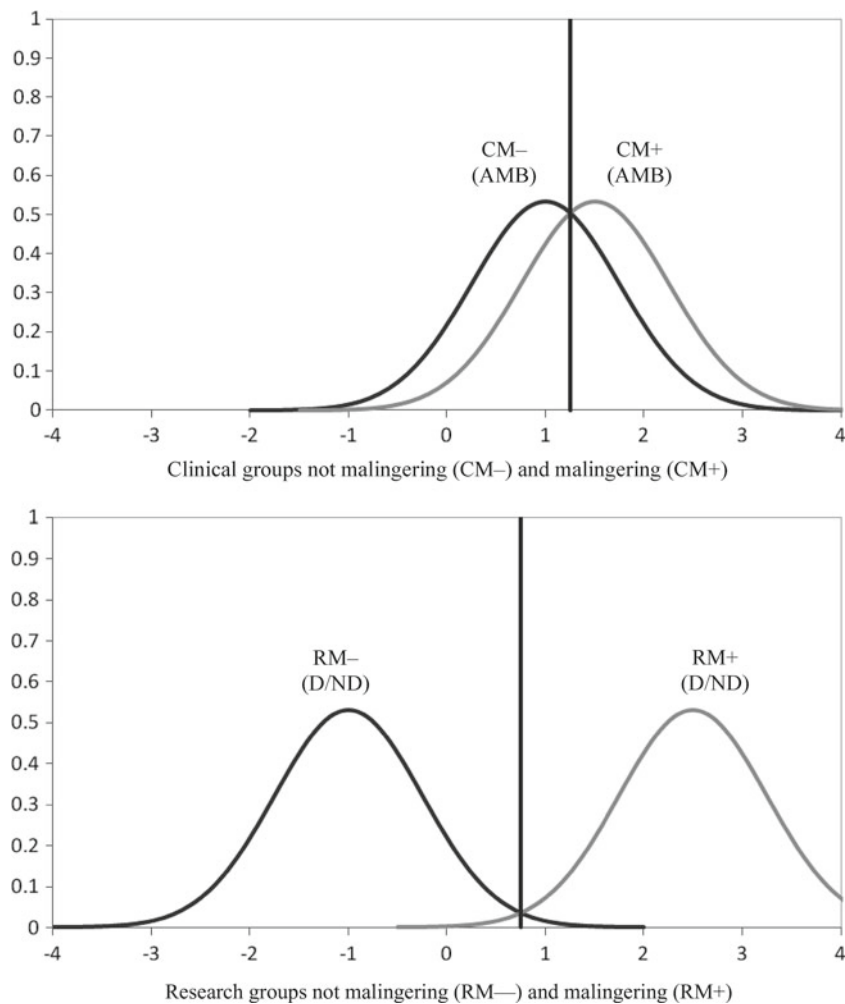 1
0.9
0.8
0.7
0.6
0.5
0.4
0.3
0.2
0.1
0
CM– CM+
(AMB) (AMB)
-4 -3 -2 -1 0 1 2 3 4
Clinical groups not malingering (CM–) and malingering (CM+)
1
0.9
0.8
0.7
0.6
0.5
0.4
0.3
0.2
0.1
0
RM– RM+
(D/ND) (D/ND)
-4 -3 -2 -1 0 1 2 3 4
Research groups not malingering (RM—) and malingering (RM+)